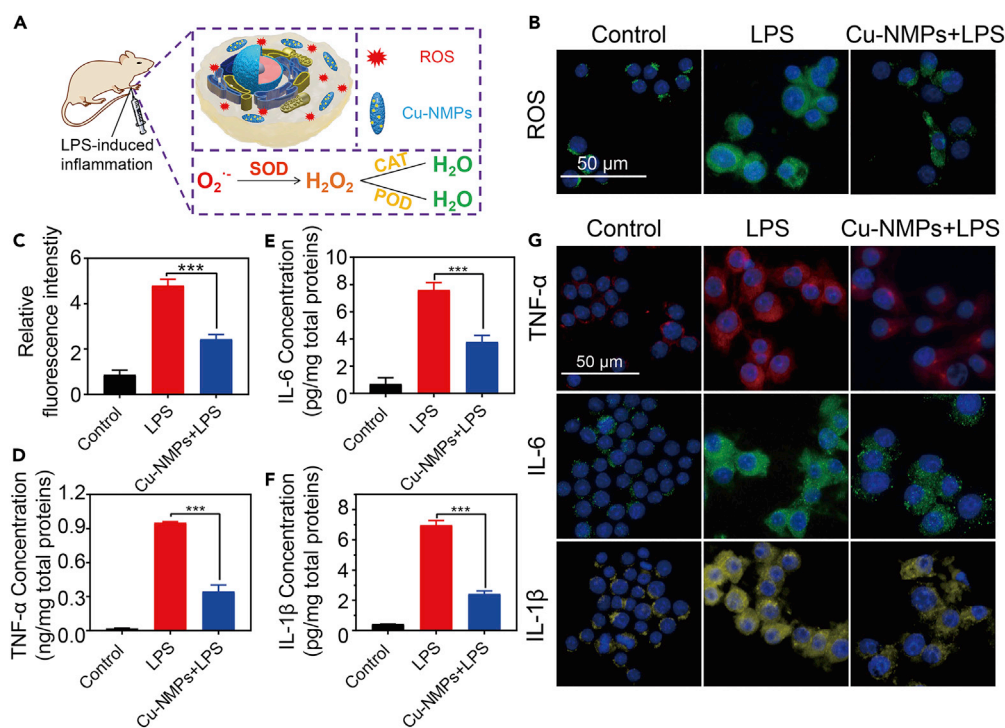 A
LPS-induced
inflammation
ROS
Cu-NMPs
O₂·⁻ SOD H₂O₂ CAT H₂O
POD H₂O
B
Control LPS Cu-NMPs+LPS
ROS
50 μm
C
Relative
fluorescence intenstiy
6
4
2
0
***
Control LPS Cu-NMPs+LPS
E
IL-6 Concentration
(pg/mg total proteins)
10
8
6
4
2
0
***
Control LPS Cu-NMPs+LPS
D
TNF-α Concentration
(ng/mg total proteins)
1.2
0.9
0.6
0.3
0.0
***
Control LPS Cu-NMPs+LPS
F
IL-1β Concentration
(pg/mg total proteins)
8
6
4
2
0
***
Control LPS Cu-NMPs+LPS
G
Control LPS Cu-NMPs+LPS
TNF-α
50 μm
IL-6
IL-1β